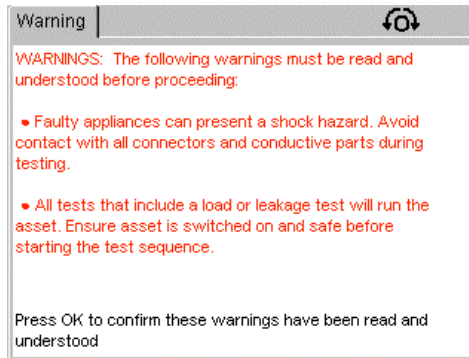 Warning
WARNINGS: The following warnings must be read and
understood before proceeding:
• Faulty appliances can present a shock hazard. Avoid
contact with all connectors and conductive parts during
testing.
• All tests that include a load or leakage test will run the
asset. Ensure asset is switched on and safe before
starting the test sequence.
Press OK to confirm these warnings have been read and
understood